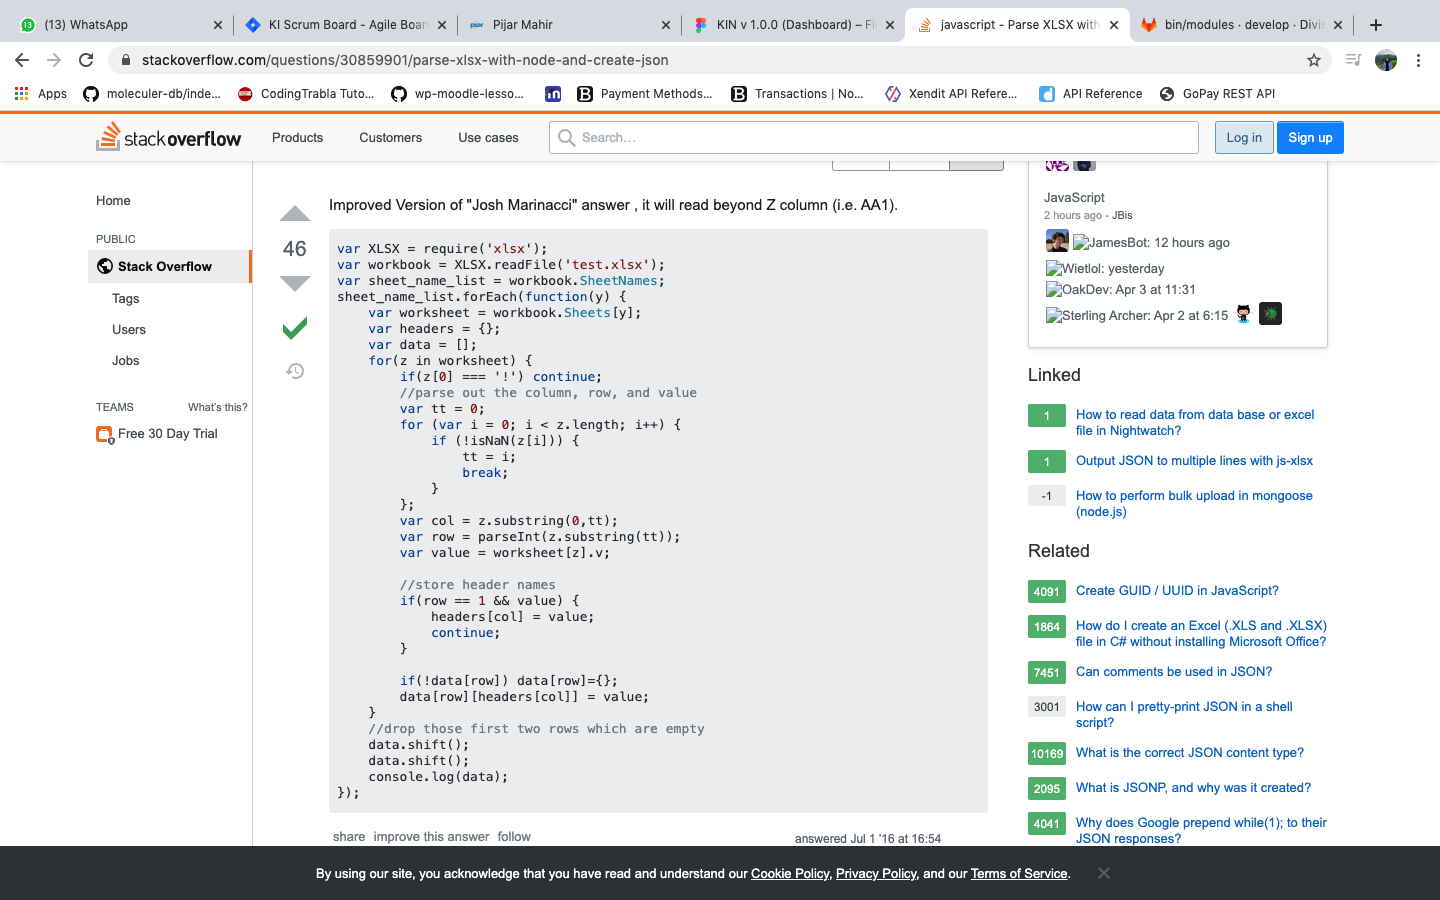 (13) WhatsApp
KI Scrum Board - Agile Boar
Pijar Mahir
KIN v 1.0.0 (Dashboard) – Fi
javascript - Parse XLSX with
bin/modules · develop · Divis
stackoverflow.com/questions/30859901/parse-xlsx-with-node-and-create-json
Apps
moleculer-db/inde...
CodingTrabla Tuto...
wp-moodle-lesso...
Payment Methods...
Transactions | No...
Xendit API Refere...
API Reference
GoPay REST API
stackoverflow
Products
Customers
Use cases
Search...
Log in
Sign up
Home
PUBLIC
Stack Overflow
Tags
Users
Jobs
TEAMS
What's this?
Free 30 Day Trial
Improved Version of "Josh Marinacci" answer , it will read beyond Z column (i.e. AA1).
46
var XLSX = require('xlsx');
var workbook = XLSX.readFile('test.xlsx');
var sheet_name_list = workbook.SheetNames;
sheet_name_list.forEach(function(y) {
    var worksheet = workbook.Sheets[y];
    var headers = {};
    var data = [];
    for(z in worksheet) {
        if(z[0] === '!') continue;
        //parse out the column, row, and value
        var tt = 0;
        for (var i = 0; i < z.length; i++) {
            if (!isNaN(z[i])) {
                tt = i;
                break;
            }
        };
        var col = z.substring(0,tt);
        var row = parseInt(z.substring(tt));
        var value = worksheet[z].v;
        //store header names
        if(row == 1 && value) {
            headers[col] = value;
            continue;
        }
        if(!data[row]) data[row]={};
        data[row][headers[col]] = value;
    }
    //drop those first two rows which are empty
    data.shift();
    data.shift();
    console.log(data);
});
share improve this answer follow
answered Jul 1 '16 at 16:54
JavaScript
2 hours ago - JBis
JamesBot: 12 hours ago
Wietlol: yesterday
OakDev: Apr 3 at 11:31
Sterling Archer: Apr 2 at 6:15
Linked
1 How to read data from data base or excel
file in Nightwatch?
1 Output JSON to multiple lines with js-xlsx
-1 How to perform bulk upload in mongoose
(node.js)
Related
4091 Create GUID / UUID in JavaScript?
1864 How do I create an Excel (.XLS and .XLSX)
file in C# without installing Microsoft Office?
7451 Can comments be used in JSON?
3001 How can I pretty-print JSON in a shell
script?
10169 What is the correct JSON content type?
2095 What is JSONP, and why was it created?
4041 Why does Google prepend while(1); to their
JSON responses?
By using our site, you acknowledge that you have read and understand our Cookie Policy, Privacy Policy, and our Terms of Service.